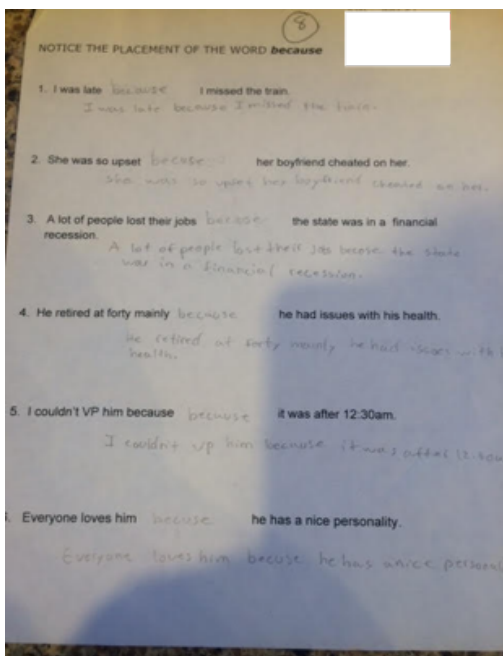 8
NOTICE THE PLACEMENT OF THE WORD because
1. I was late because I missed the train.
I was late because I missed the train.
2. She was so upset becuse her boyfriend cheated on her.
She was so upset her boyfriend cheated on her.
3. A lot of people lost their jobs becose the state was in a financial
recession.
A lot of people lost their jobs becose the state
was in a financial recession.
4. He retired at forty mainly because he had issues with his health.
He retired at forty mainly he had issues with
health.
5. I couldn't VP him because because it was after 12:30am.
I couldn't vp him because it was after
Everyone loves him becuse he has a nice personality.
Everyone loves him becuse he has a nice